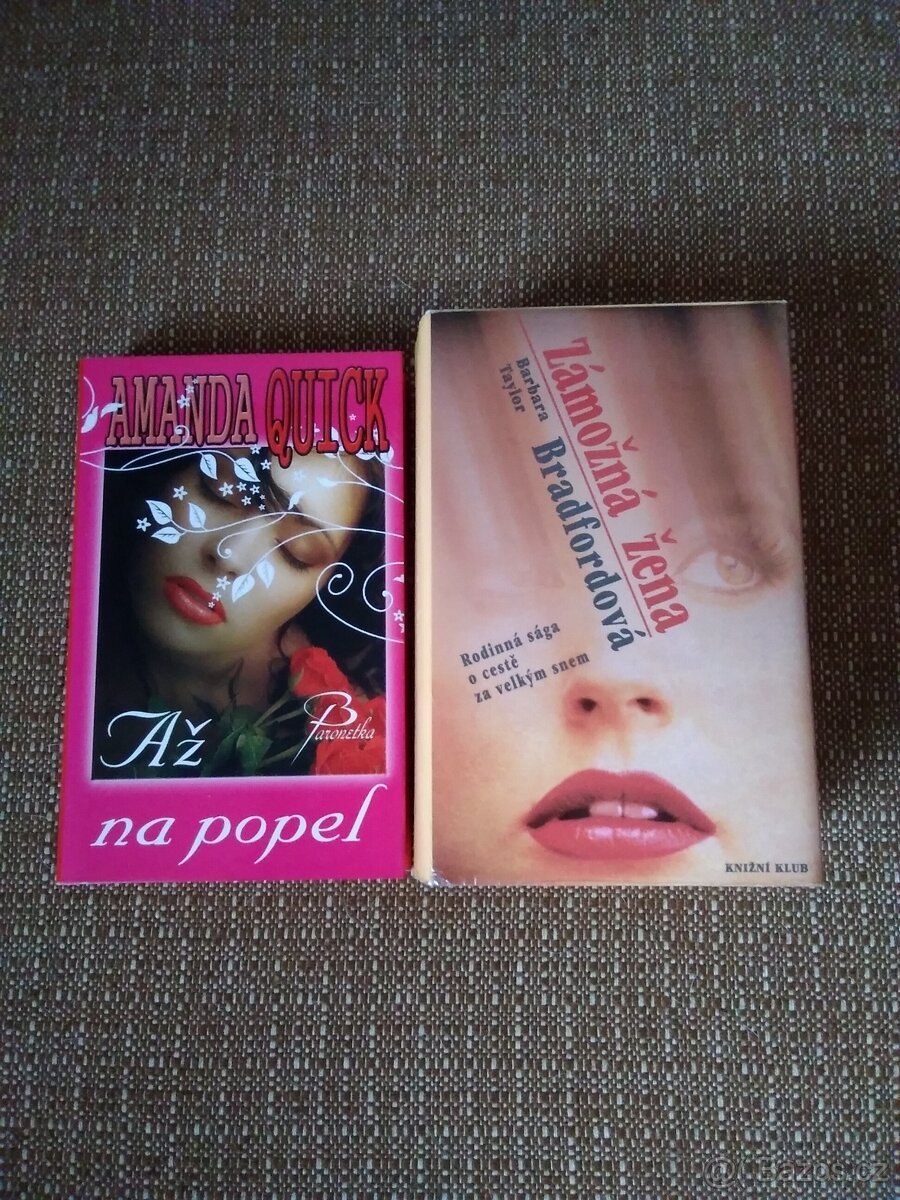 AMANDA QUICK
Až
Baronetka
na popel
Zámožná žena
Barbara
Taylor
Bradfordová
Rodinná sága
o cestě
za velkým snem
KNIŽNÍ KLUB
@ Bazos.cz